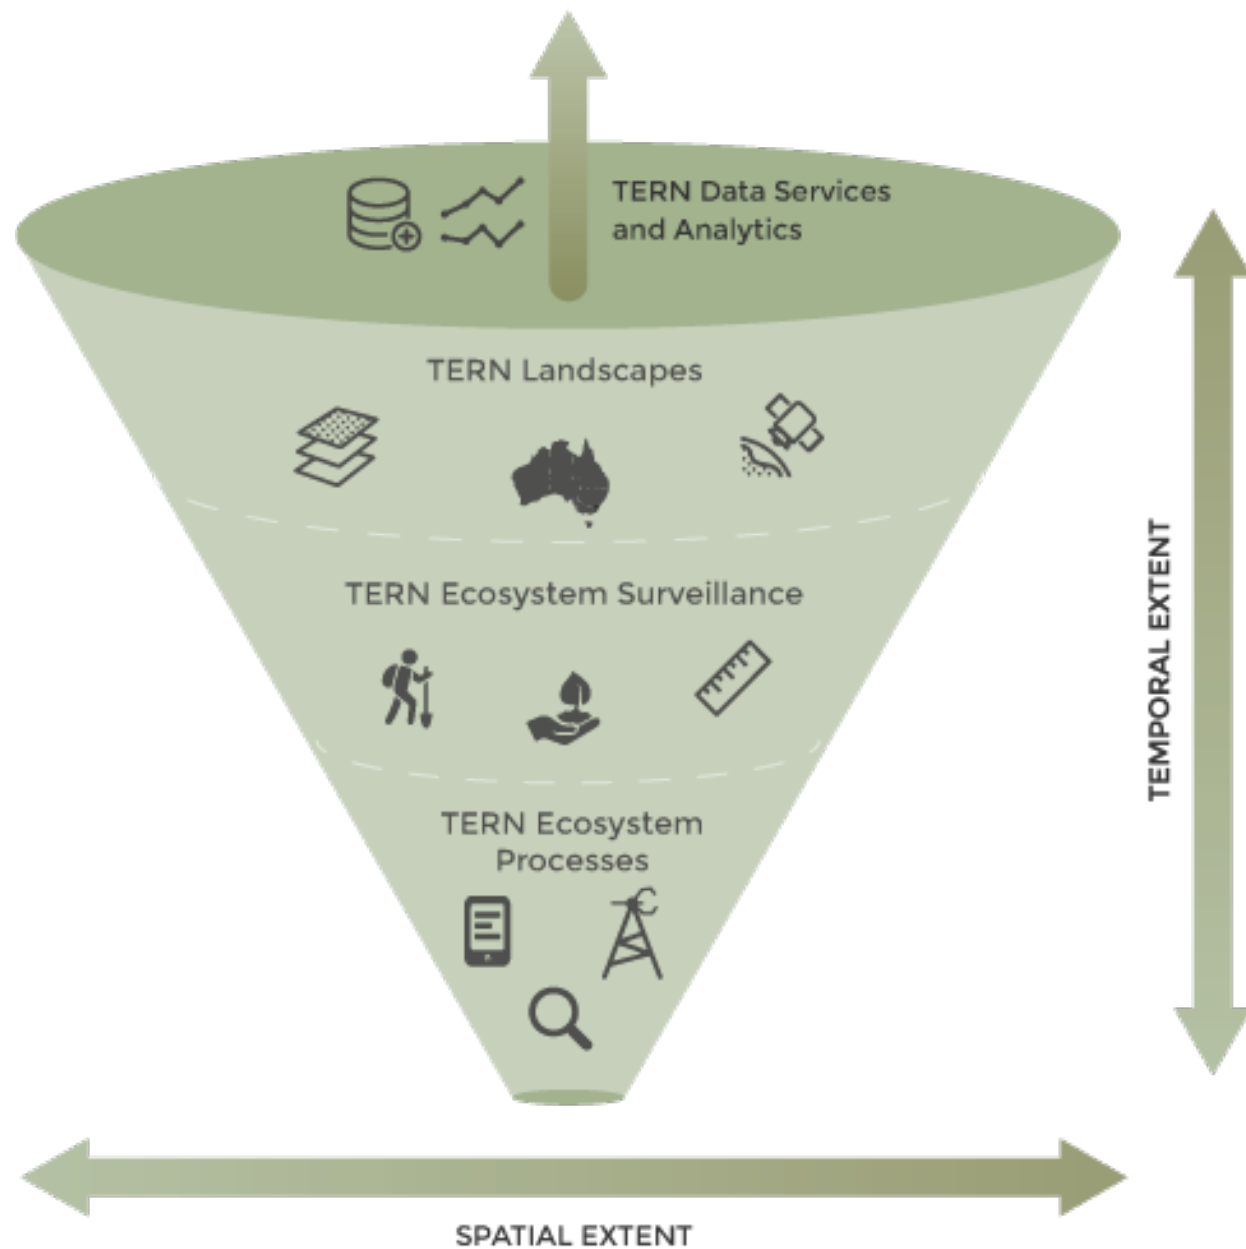 TERN Data Services
and Analytics
TERN Landscapes
TERN Ecosystem Surveillance
TERN Ecosystem
Processes
TEMPORAL EXTENT
SPATIAL EXTENT